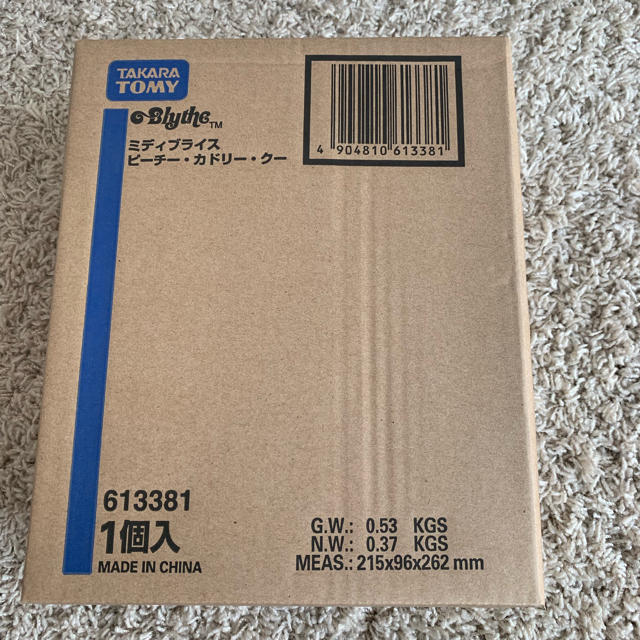 TAKARA
TOMY
Blythe™
ミディブライス
ピーチー・カドリー・クー
4 904810 613381
613381
1個入
MADE IN CHINA
G.W.: 0.53 KGS
N.W.: 0.37 KGS
MEAS.: 215x96x262 mm